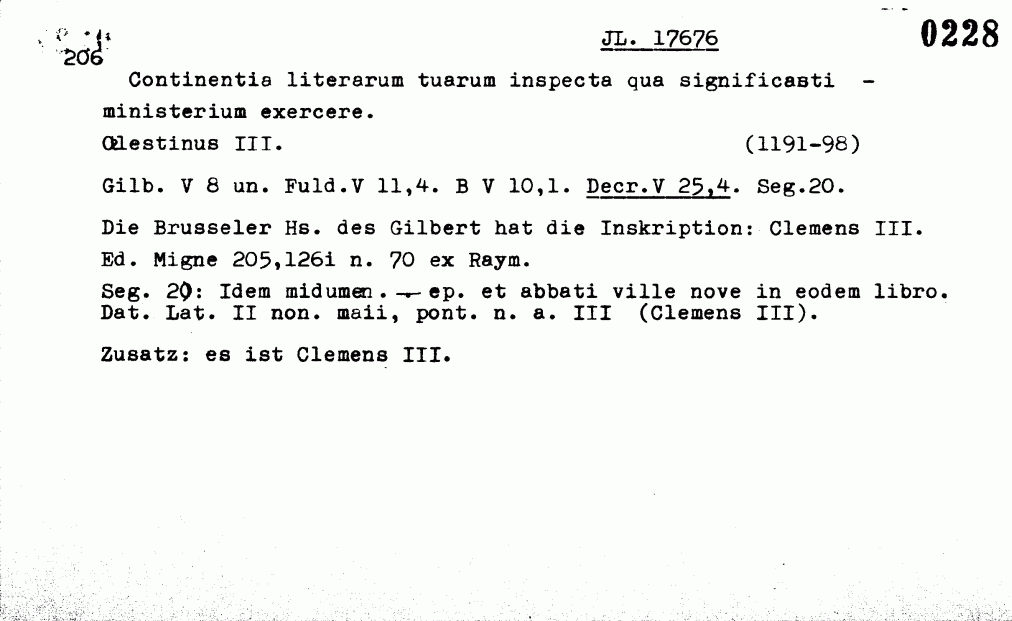 JL. 17676 0228
206
Continentia literarum tuarum inspecta qua significasti –
ministerium exercere.
Cœlestinus III. (1191-98)
Gilb. V 8 un. Fuld.V 11,4. B V 10,1. Decr.V 25,4. Seg.20.
Die Brusseler Hs. des Gilbert hat die Inskription: Clemens III.
Ed. Migne 205,1261 n. 70 ex Raym.
Seg. 20: Idem midumen. — ep. et abbati ville nove in eodem libro.
Dat. Lat. II non. maii, pont. n. a. III (Clemens III).
Zusatz: es ist Clemens III.